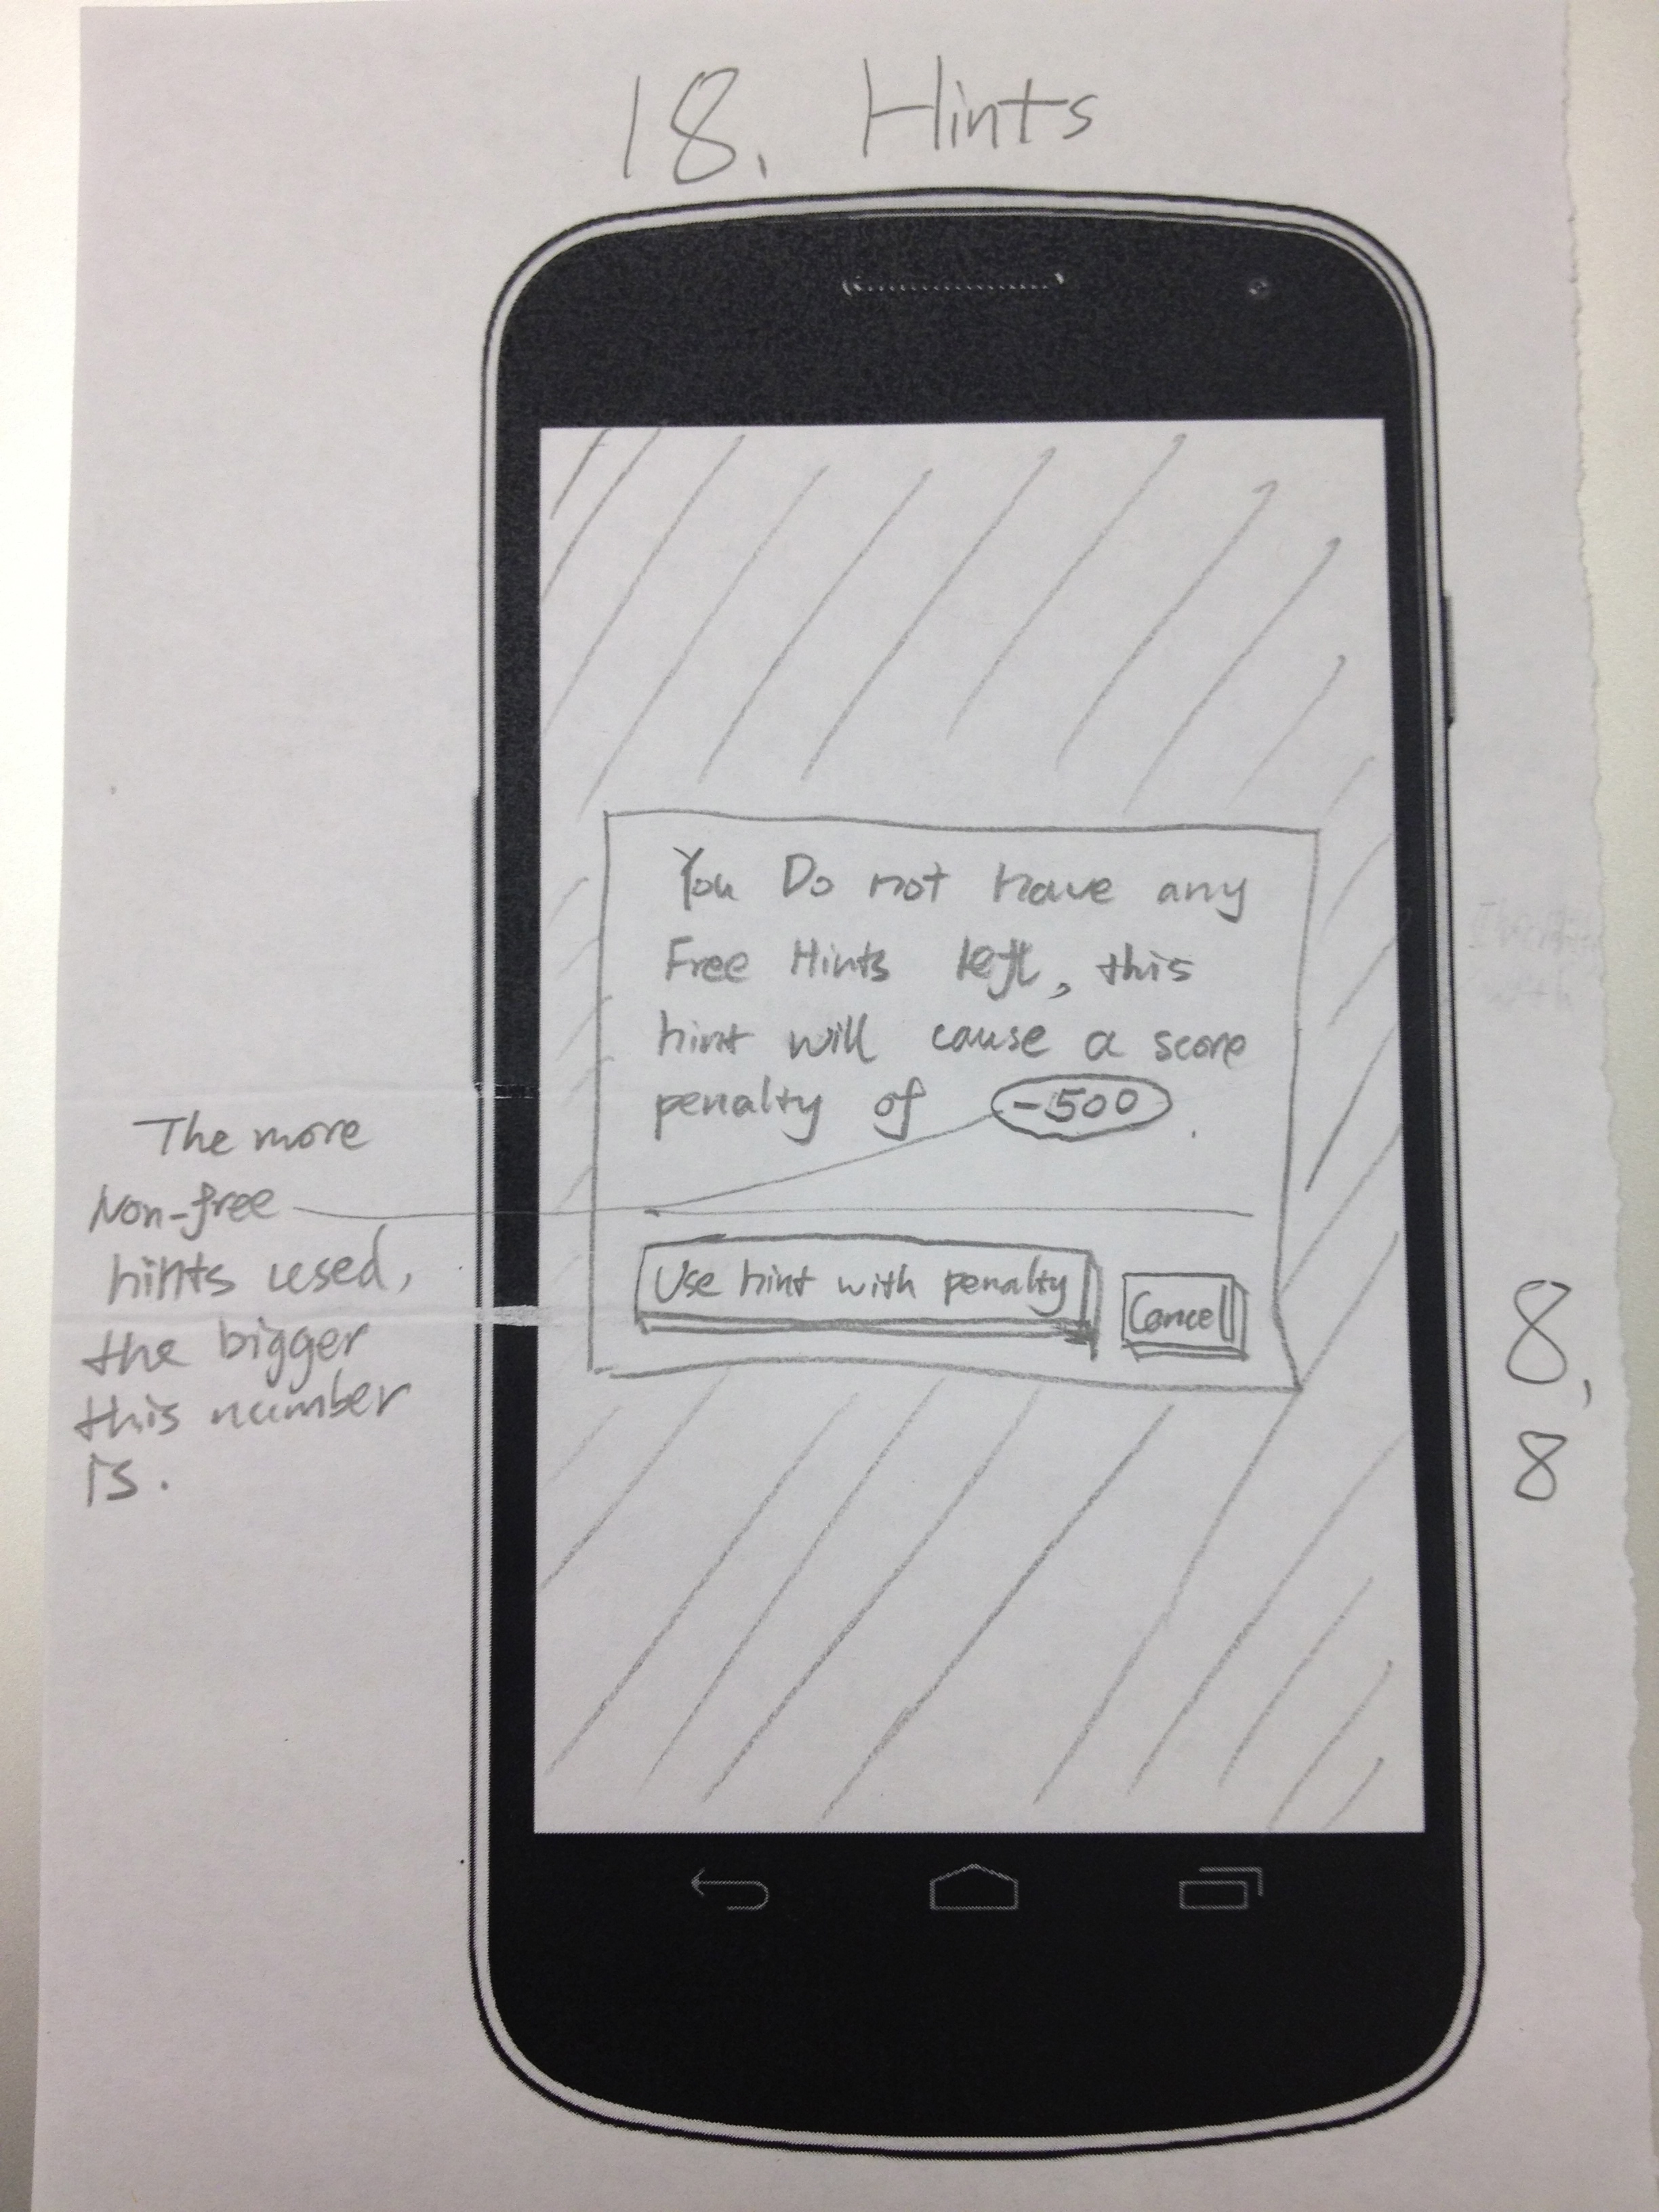 18. Hints
You Do not have any
Free Hints left, this
hint will cause a score
penalty of -500.
Use hint with penalty
Cancel
The more
Non-free
hints used,
the bigger
this number
is.
8,
8